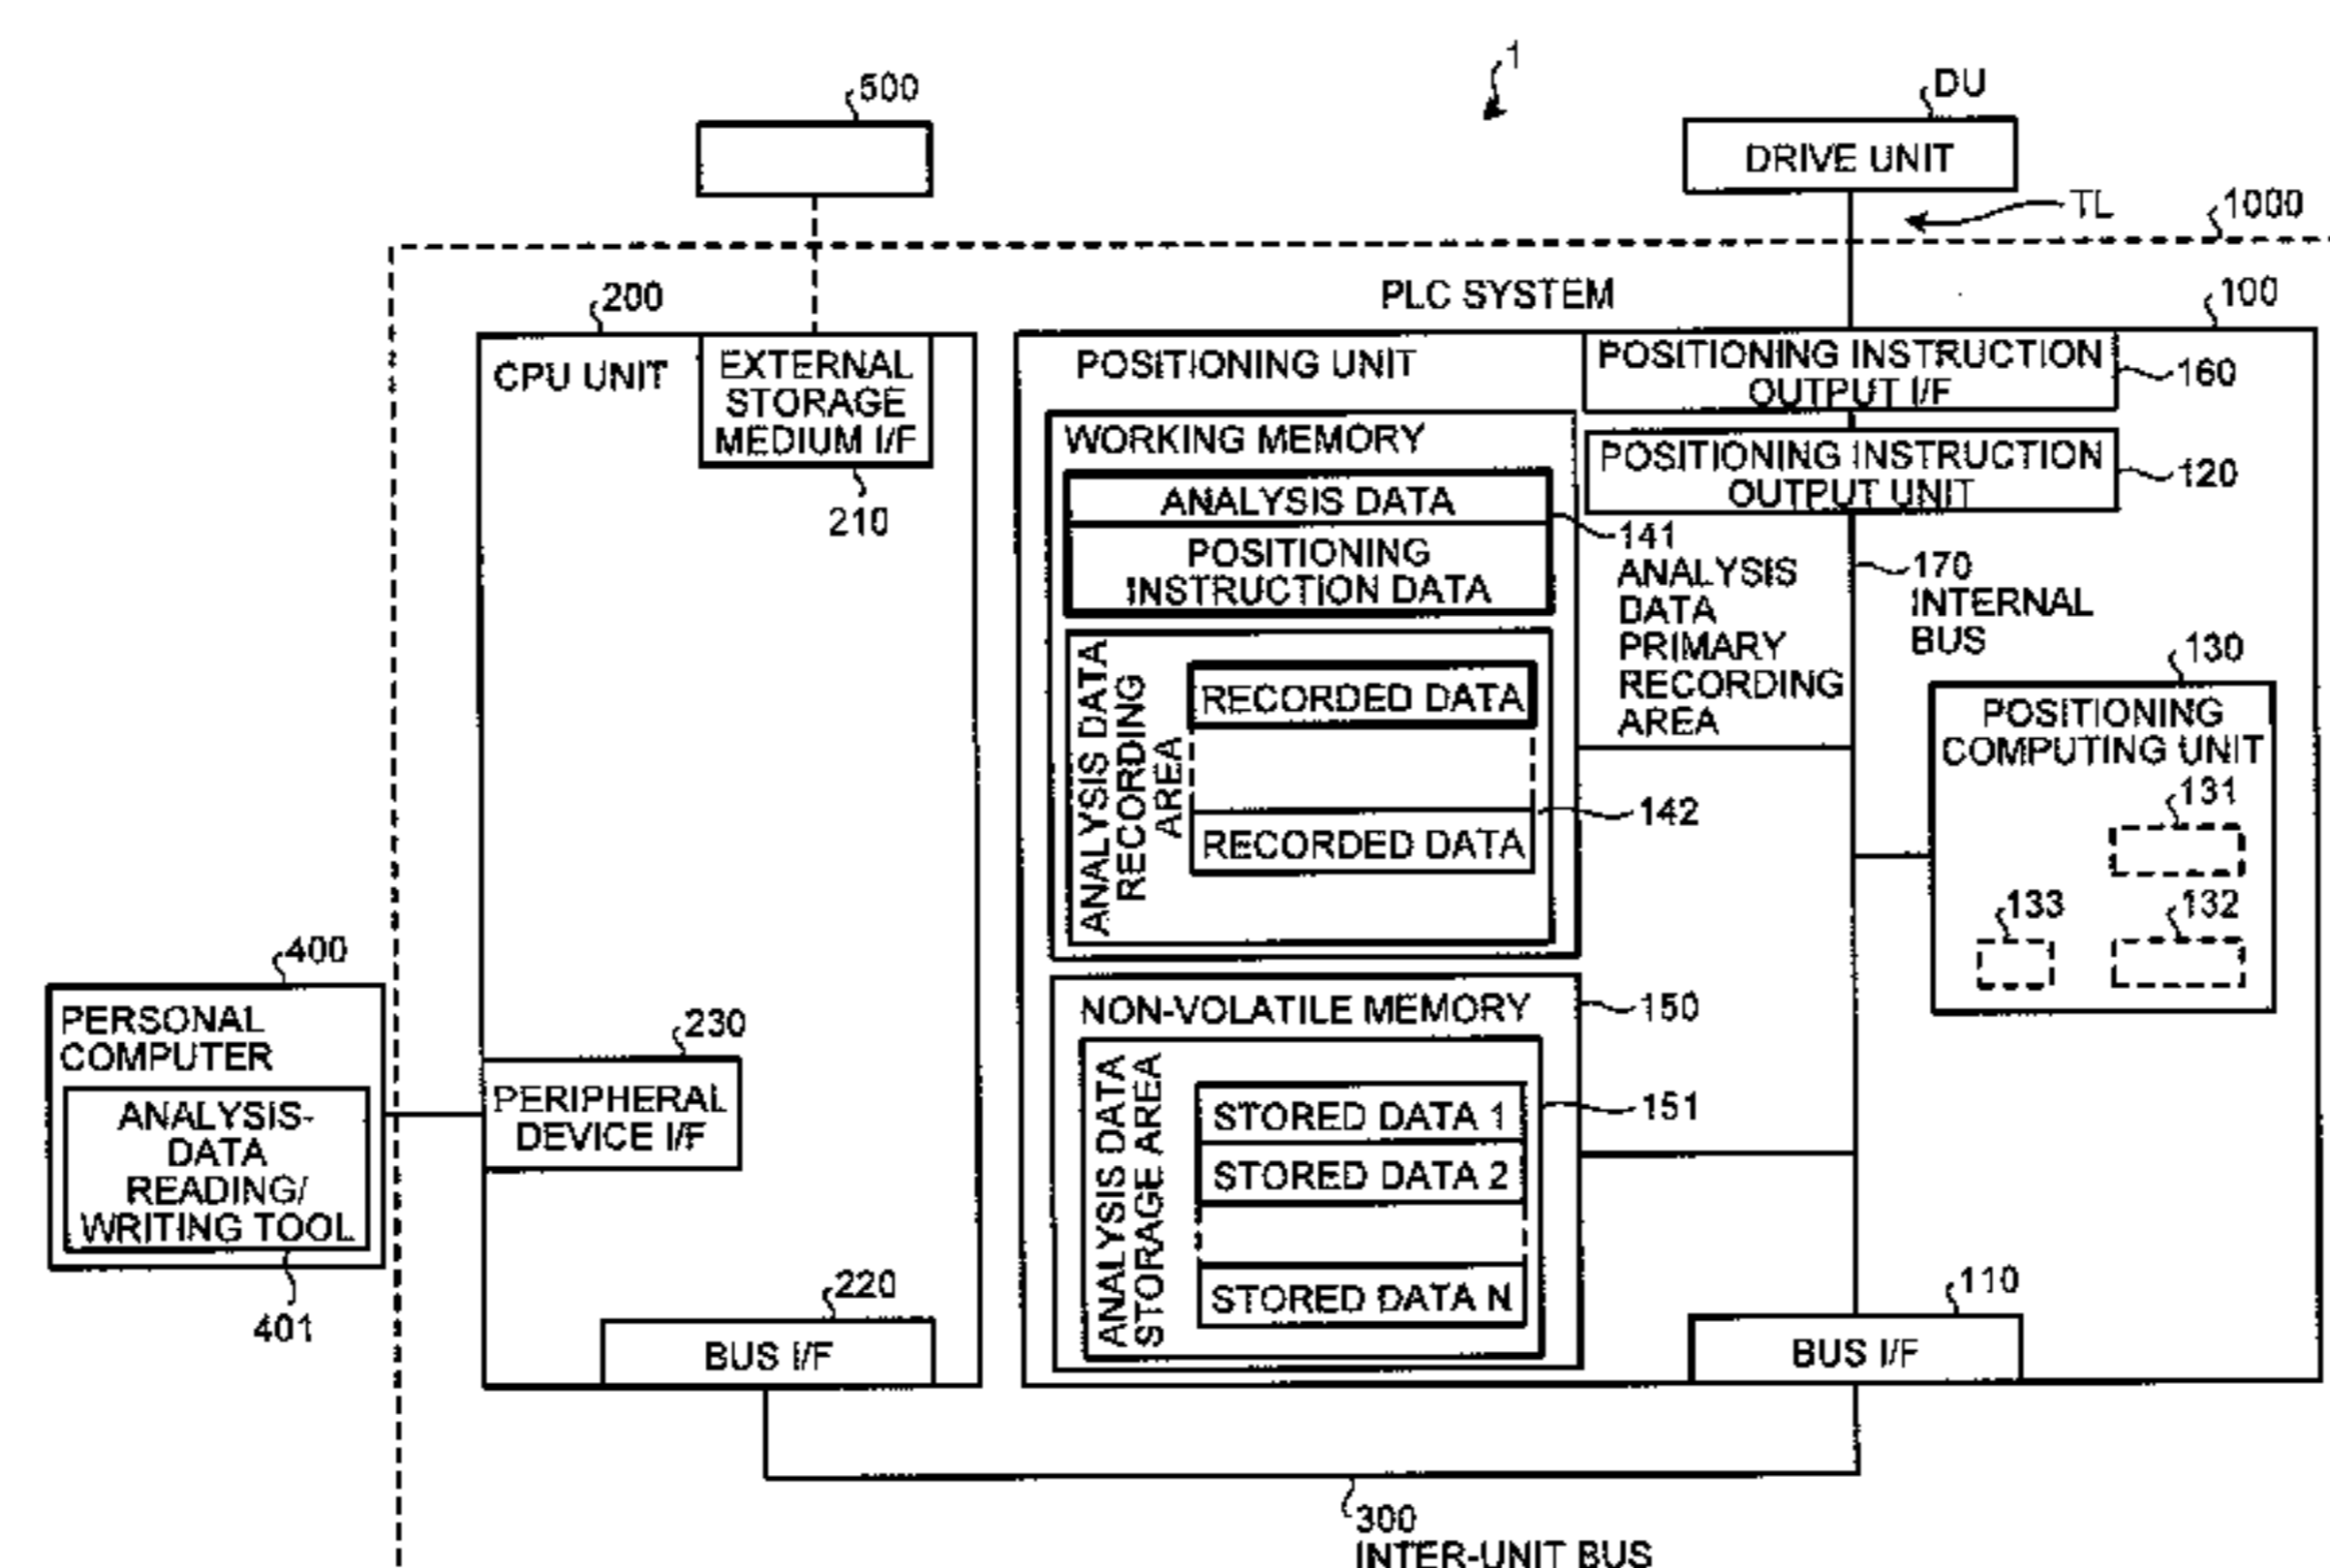 1
500
DU
DRIVE UNIT
TL
1000
PLC SYSTEM
200
100
CPU UNIT
EXTERNAL
STORAGE
MEDIUM I/F
210
POSITIONING UNIT
POSITIONING INSTRUCTION
OUTPUT I/F
160
WORKING MEMORY
POSITIONING INSTRUCTION
OUTPUT UNIT
120
ANALYSIS DATA
POSITIONING
INSTRUCTION DATA
141
ANALYSIS
DATA
PRIMARY
RECORDING
AREA
170
INTERNAL
BUS
ANALYSIS DATA
RECORDING
AREA
RECORDED DATA
RECORDED DATA
142
130
POSITIONING
COMPUTING UNIT
131
133
132
400
PERSONAL
COMPUTER
ANALYSIS-
DATA
READING/
WRITING TOOL
401
230
PERIPHERAL
DEVICE I/F
NON-VOLATILE MEMORY
150
ANALYSIS DATA
STORAGE AREA
STORED DATA 1
STORED DATA 2
STORED DATA N
151
220
BUS I/F
110
BUS I/F
300
INTER-UNIT BUS